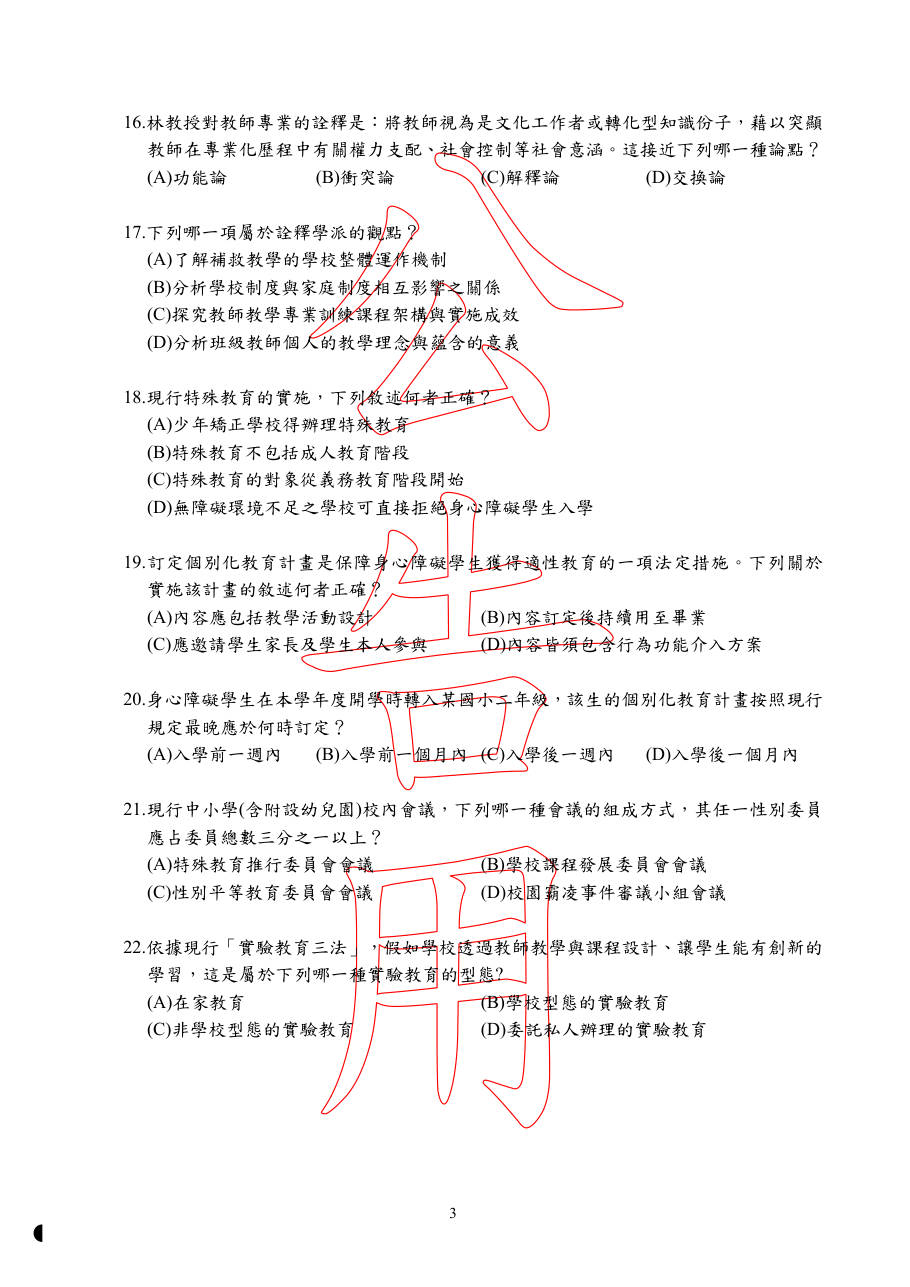 16.林教授對教師專業的詮釋是：將教師視為是文化工作者或轉化型知識份子，藉以突顯
教師在專業化歷程中有關權力支配、社會控制等社會意涵。這接近下列哪一種論點？
(A)功能論 (B)衝突論 (C)解釋論 (D)交換論
17.下列哪一項屬於詮釋學派的觀點？
(A)了解補救教學的學校整體運作機制
(B)分析學校制度與家庭制度相互影響之關係
(C)探究教師教學專業訓練課程架構與實施成效
(D)分析班級教師個人的教學理念與蘊含的意義
18.現行特殊教育的實施，下列敘述何者正確？
(A)少年矯正學校得辦理特殊教育
(B)特殊教育不包括成人教育階段
(C)特殊教育的對象從義務教育階段開始
(D)無障礙環境不足之學校可直接拒絕身心障礙學生入學
19.訂定個別化教育計畫是保障身心障礙學生獲得適性教育的一項法定措施。下列關於
實施該計畫的敘述何者正確？
(A)內容應包括教學活動設計 (B)內容訂定後持續用至畢業
(C)應邀請學生家長及學生本人參與 (D)內容皆須包含行為功能介入方案
20.身心障礙學生在本學年度開學時轉入某國小二年級，該生的個別化教育計畫按照現行
規定最晚應於何時訂定？
(A)入學前一週內 (B)入學前一個月內 (C)入學後一週內 (D)入學後一個月內
21.現行中小學(含附設幼兒園)校內會議，下列哪一種會議的組成方式，其任一性別委員
應占委員總數三分之一以上？
(A)特殊教育推行委員會會議 (B)學校課程發展委員會會議
(C)性別平等教育委員會會議 (D)校園霸凌事件審議小組會議
22.依據現行「實驗教育三法」，假如學校透過教師教學與課程設計、讓學生能有創新的
學習，這是屬於下列哪一種實驗教育的型態?
(A)在家教育 (B)學校型態的實驗教育
(C)非學校型態的實驗教育 (D)委託私人辦理的實驗教育
公告用
3